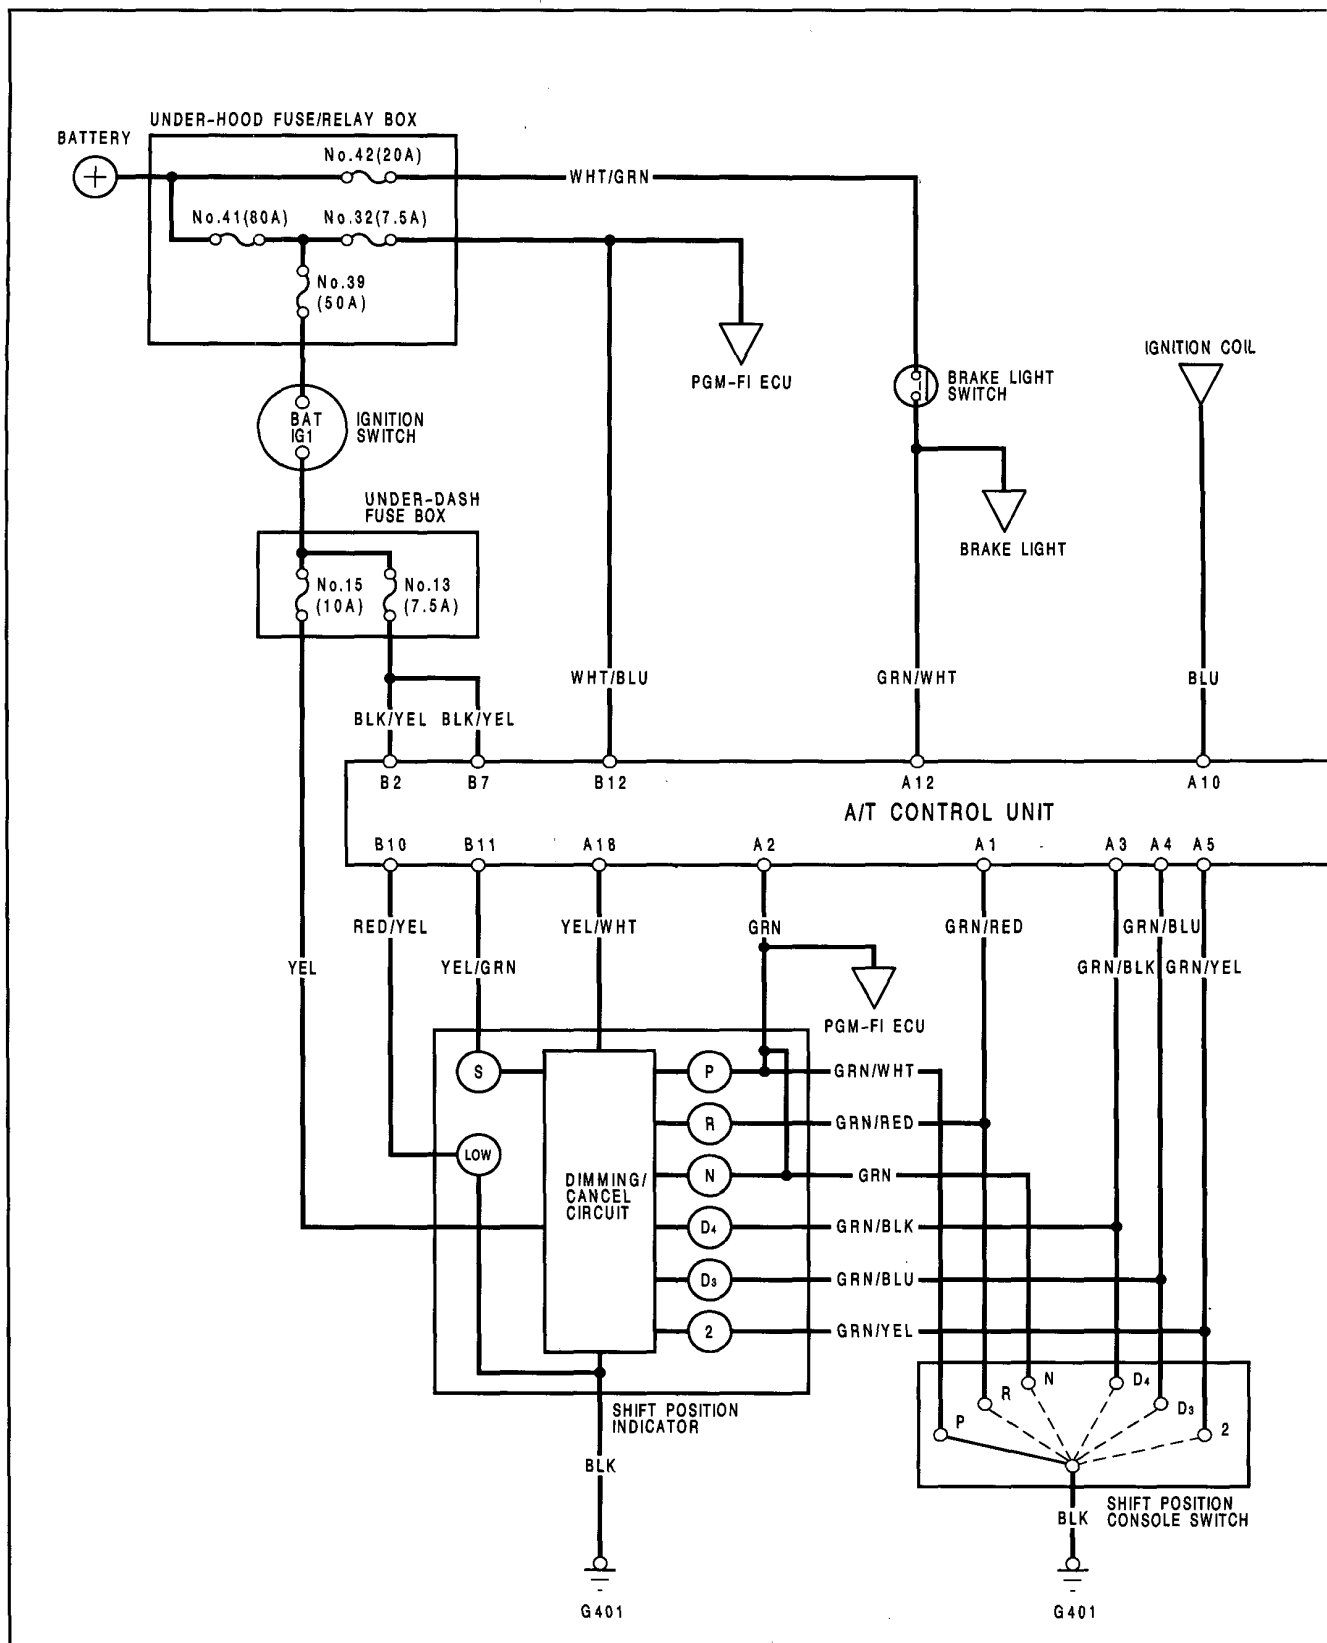 UNDER-HOOD FUSE/RELAY BOX
BATTERY
+
No.42(20A)
WHT/GRN
No.41(80A)
No.32(7.5A)
No.39
(50A)
PGM-FI ECU
IGNITION COIL
BRAKE LIGHT
SWITCH
BAT
IG1
IGNITION
SWITCH
UNDER-DASH
FUSE BOX
BRAKE LIGHT
No.15
(10A)
No.13
(7.5A)
WHT/BLU
GRN/WHT
BLU
BLK/YEL
BLK/YEL
B2
B7
B12
A12
A10
A/T CONTROL UNIT
B10
B11
A18
A2
A1
A3
A4
A5
RED/YEL
YEL/WHT
GRN
GRN/RED
GRN/BLU
YEL
YEL/GRN
GRN/BLK
GRN/YEL
PGM-FI ECU
S
P
GRN/WHT
R
GRN/RED
LOW
N
GRN
DIMMING/
CANCEL
CIRCUIT
D4
GRN/BLK
D3
GRN/BLU
2
GRN/YEL
SHIFT POSITION
INDICATOR
P
R
N
D4
D3
2
BLK
SHIFT POSITION
CONSOLE SWITCH
BLK
G401
G401